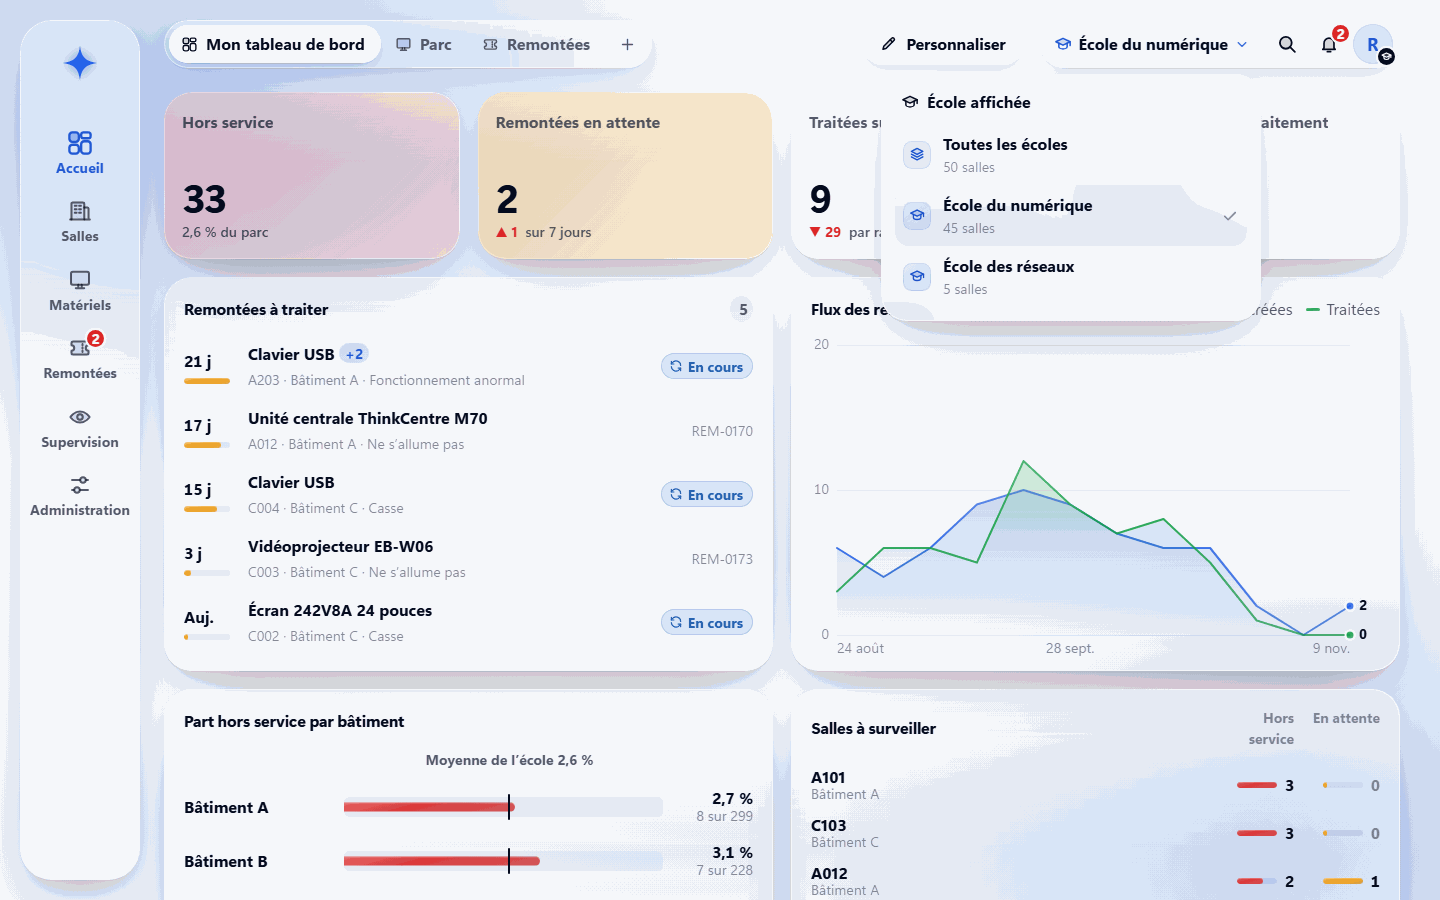 Mon tableau de bord
Parc
Remontées
Personnaliser
École du numérique
2
R
Accueil
Salles
Matériels
2
Remontées
Supervision
Administration
Hors service
33
2,6 % du parc
Remontées en attente
2
1 sur 7 jours
Traitées
9
29 par
aitement
École affichée
Toutes les écoles
50 salles
École du numérique
45 salles
École des réseaux
5 salles
Remontées à traiter
5
21 j
Clavier USB +2
A203 · Bâtiment A · Fonctionnement anormal
En cours
17 j
Unité centrale ThinkCentre M70
A012 · Bâtiment A · Ne s’allume pas
REM-0170
15 j
Clavier USB
C004 · Bâtiment C · Casse
En cours
3 j
Vidéoprojecteur EB-W06
C003 · Bâtiment C · Ne s’allume pas
REM-0173
Auj.
Écran 242V8A 24 pouces
C002 · Bâtiment C · Casse
En cours
Flux des re
réées
Traitées
20
10
0
2
0
24 août
28 sept.
9 nov.
Part hors service par bâtiment
Moyenne de l’école 2,6 %
Bâtiment A
2,7 %
8 sur 299
Bâtiment B
3,1 %
7 sur 228
Salles à surveiller
Hors service
En attente
A101
Bâtiment A
3
0
C103
Bâtiment C
3
0
A012
Bâtiment A
2
1